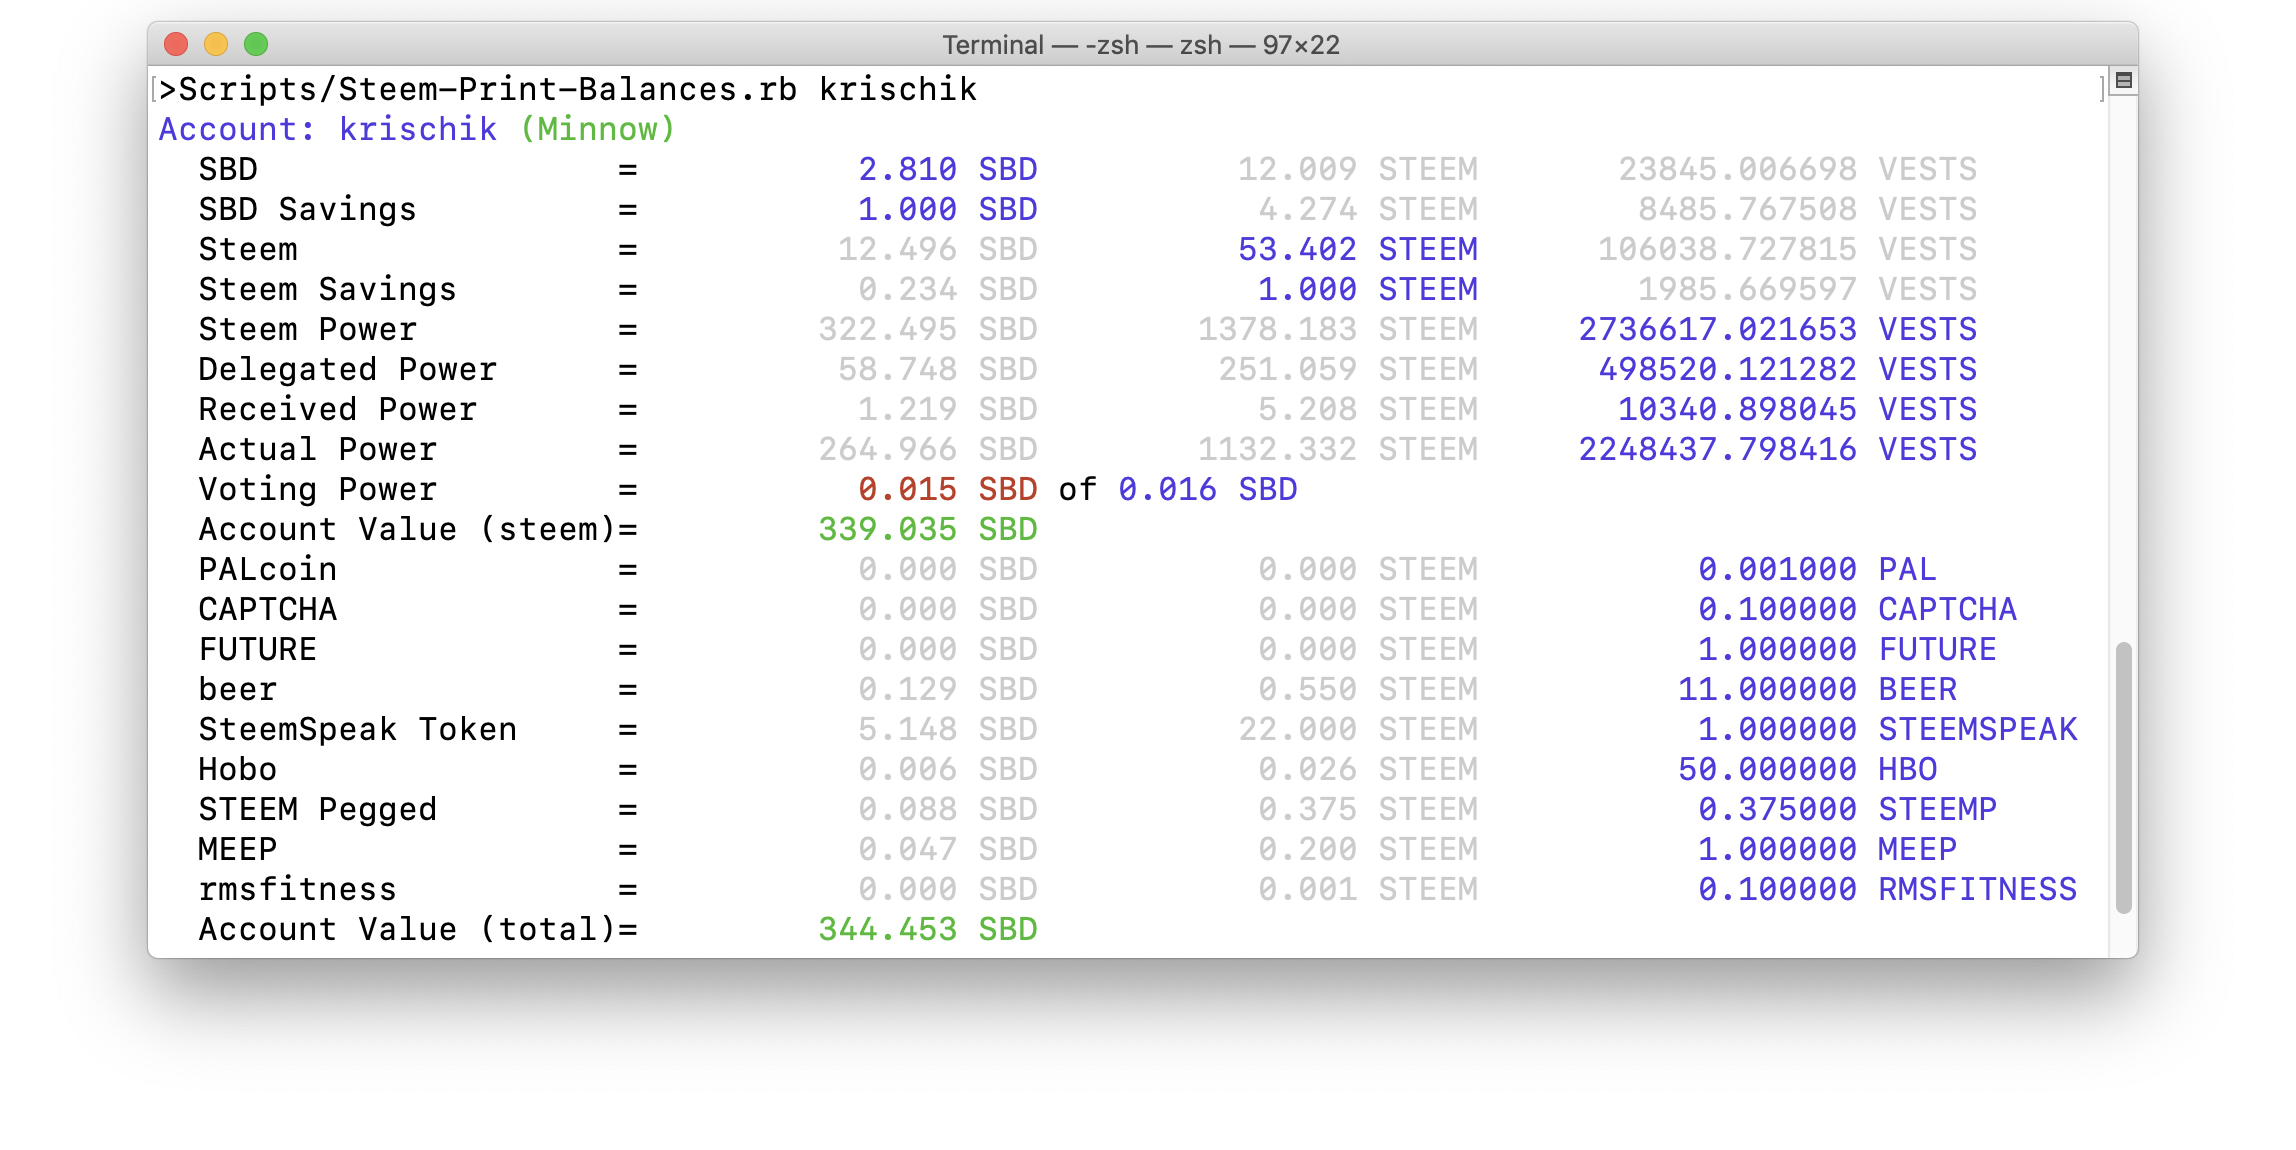 Terminal — -zsh — zsh — 97×22
>Scripts/Steem-Print-Balances.rb krischik
Account: krischik (Minnow)
SBD = 2.810 SBD 12.009 STEEM 23845.006698 VESTS
SBD Savings = 1.000 SBD 4.274 STEEM 8485.767508 VESTS
Steem = 12.496 SBD 53.402 STEEM 106038.727815 VESTS
Steem Savings = 0.234 SBD 1.000 STEEM 1985.669597 VESTS
Steem Power = 322.495 SBD 1378.183 STEEM 2736617.021653 VESTS
Delegated Power = 58.748 SBD 251.059 STEEM 498520.121282 VESTS
Received Power = 1.219 SBD 5.208 STEEM 10340.898045 VESTS
Actual Power = 264.966 SBD 1132.332 STEEM 2248437.798416 VESTS
Voting Power = 0.015 SBD of 0.016 SBD
Account Value (steem)= 339.035 SBD
PALcoin = 0.000 SBD 0.000 STEEM 0.001000 PAL
CAPTCHA = 0.000 SBD 0.000 STEEM 0.100000 CAPTCHA
FUTURE = 0.000 SBD 0.000 STEEM 1.000000 FUTURE
beer = 0.129 SBD 0.550 STEEM 11.000000 BEER
SteemSpeak Token = 5.148 SBD 22.000 STEEM 1.000000 STEEMSPEAK
Hobo = 0.006 SBD 0.026 STEEM 50.000000 HBO
STEEM Pegged = 0.088 SBD 0.375 STEEM 0.375000 STEEMP
MEEP = 0.047 SBD 0.200 STEEM 1.000000 MEEP
rmsfitness = 0.000 SBD 0.001 STEEM 0.100000 RMSFITNESS
Account Value (total)= 344.453 SBD